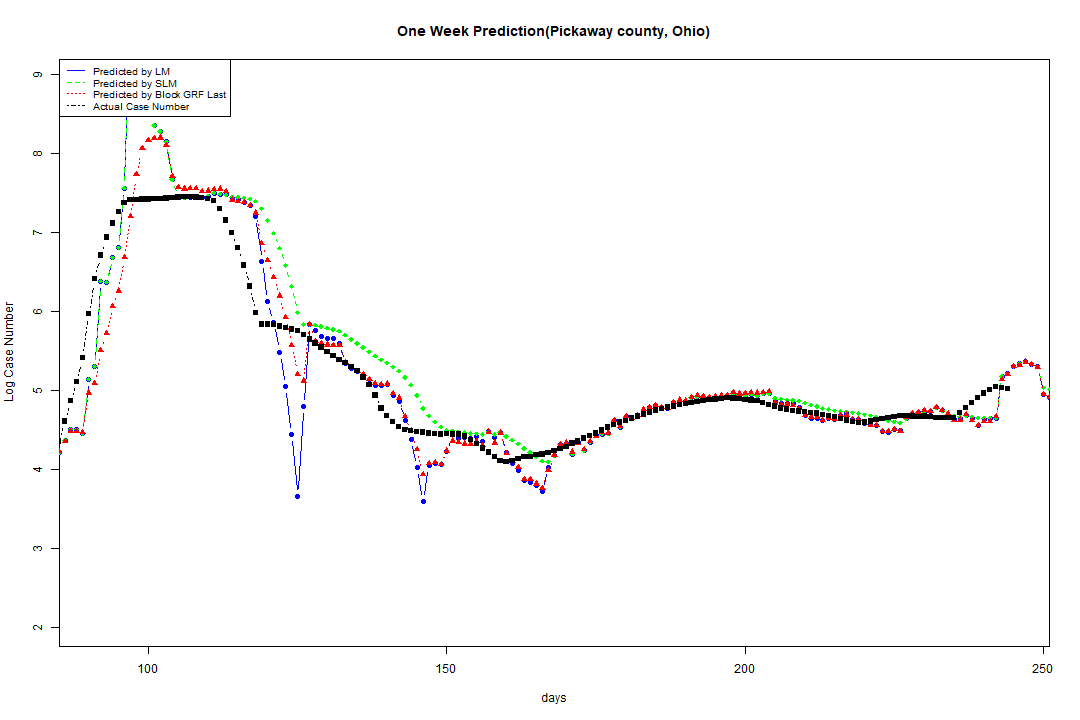 One Week Prediction(Pickaway county, Ohio)
Predicted by LM
Predicted by SLM
Predicted by Block GRF Last
Actual Case Number
9
8
7
6
5
4
3
2
Log Case Number
100
150
200
250
days